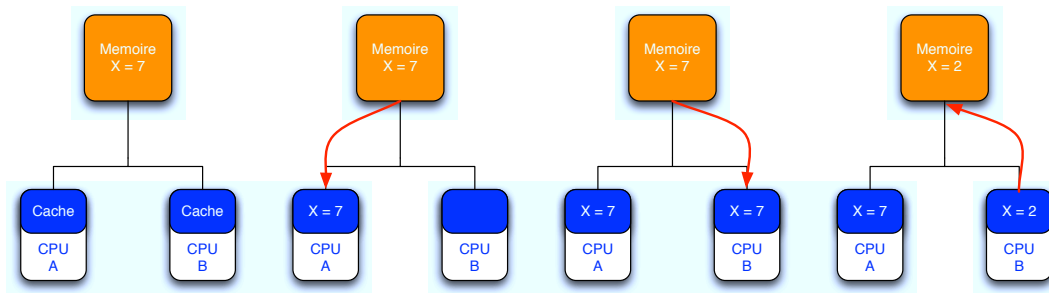 Memoire
X = 7
Memoire
X = 7
Memoire
X = 7
Memoire
X = 2
Cache
CPU
A
Cache
CPU
B
X = 7
CPU
A
CPU
B
X = 7
CPU
A
X = 7
CPU
B
X = 7
CPU
A
X = 2
CPU
B